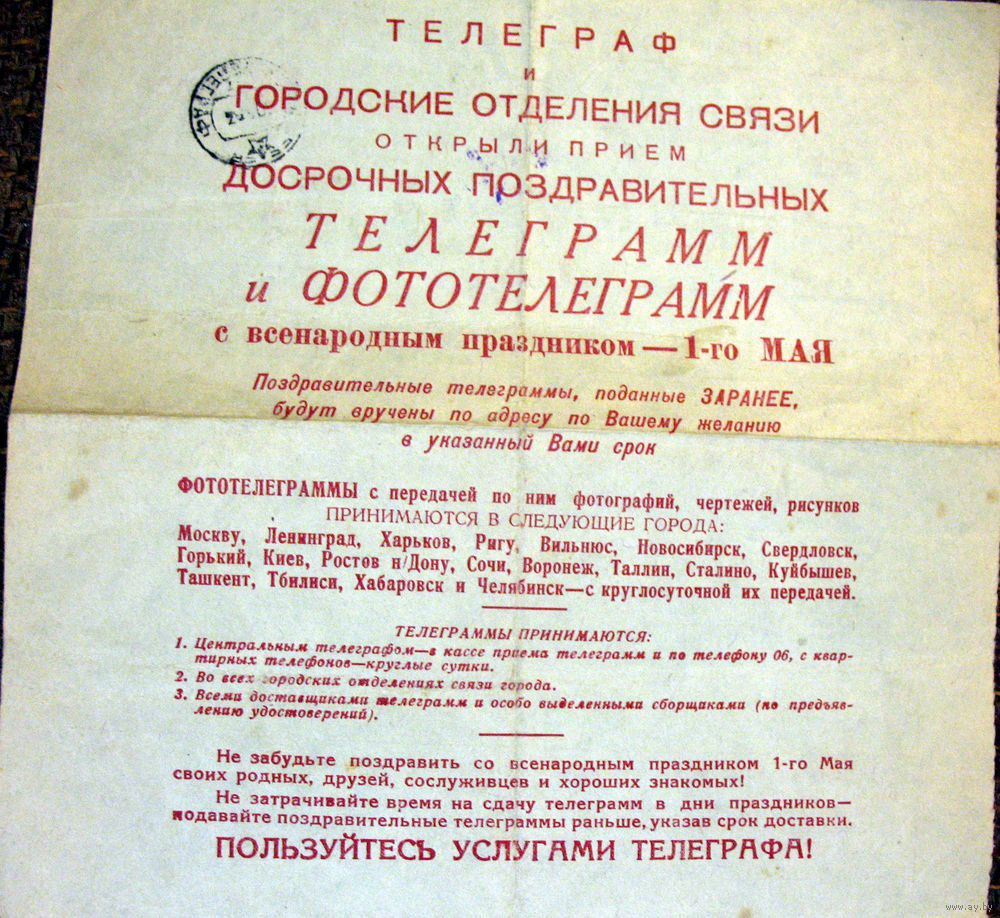 ТЕЛЕГРАФ
и
ГОРОДСКИЕ ОТДЕЛЕНИЯ СВЯЗИ
ОТКРЫЛИ ПРИЕМ
ДОСРОЧНЫХ ПОЗДРАВИТЕЛЬНЫХ
ТЕЛЕГРАММ
и ФОТОТЕЛЕГРАММ
с всенародным праздником — 1-го МАЯ
Поздравительные телеграммы, поданные ЗАРАНЕЕ,
будут вручены по адресу по Вашему желанию
в указанный Вами срок
ФОТОТЕЛЕГРАММЫ с передачей по ним фотографий, чертежей, рисунков
ПРИНИМАЮТСЯ В СЛЕДУЮЩИЕ ГОРОДА:
Москву, Ленинград, Харьков, Ригу, Вильнюс, Новосибирск, Свердловск,
Горький, Киев, Ростов н/Дону, Сочи, Воронеж, Таллин, Сталино, Куйбышев,
Ташкент, Тбилиси, Хабаровск и Челябинск—с круглосуточной их передачей.
ТЕЛЕГРАММЫ ПРИНИМАЮТСЯ:
1. Центральным телеграфом—в кассе приема телеграмм и по телефону 06, с квар-
тирных телефонов—круглые сутки.
2. Во всех городских отделениях связи города.
3. Всеми доставщиками телеграмм и особо выделенными сборщиками (по предъяв-
лению удостоверений).
Не забудьте поздравить со всенародным праздником 1-го Мая
своих родных, друзей, сослуживцев и хороших знакомых!
Не затрачивайте время на сдачу телеграмм в дни праздников—
подавайте поздравительные телеграммы раньше, указав срок доставки.
ПОЛЬЗУЙТЕСЬ УСЛУГАМИ ТЕЛЕГРАФА!
www.ay.by